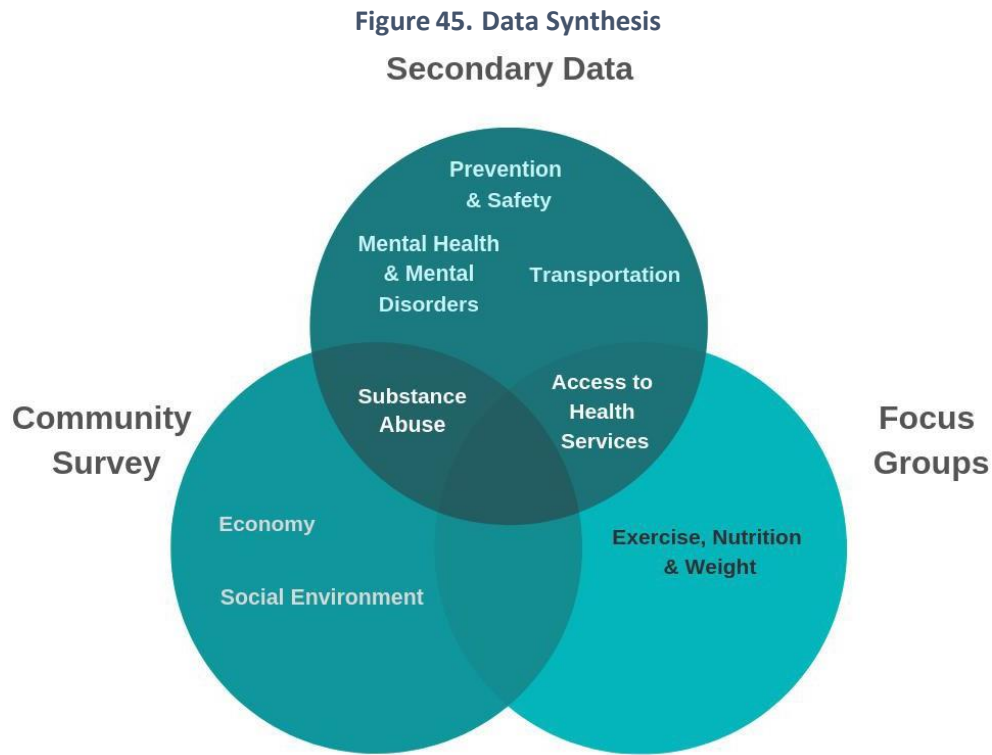 Figure 45. Data Synthesis
Secondary Data
Prevention
& Safety
Mental Health
& Mental
Disorders
Transportation
Substance
Abuse
Access to
Health
Services
Community
Survey
Focus
Groups
Economy
Social Environment
Exercise, Nutrition
& Weight